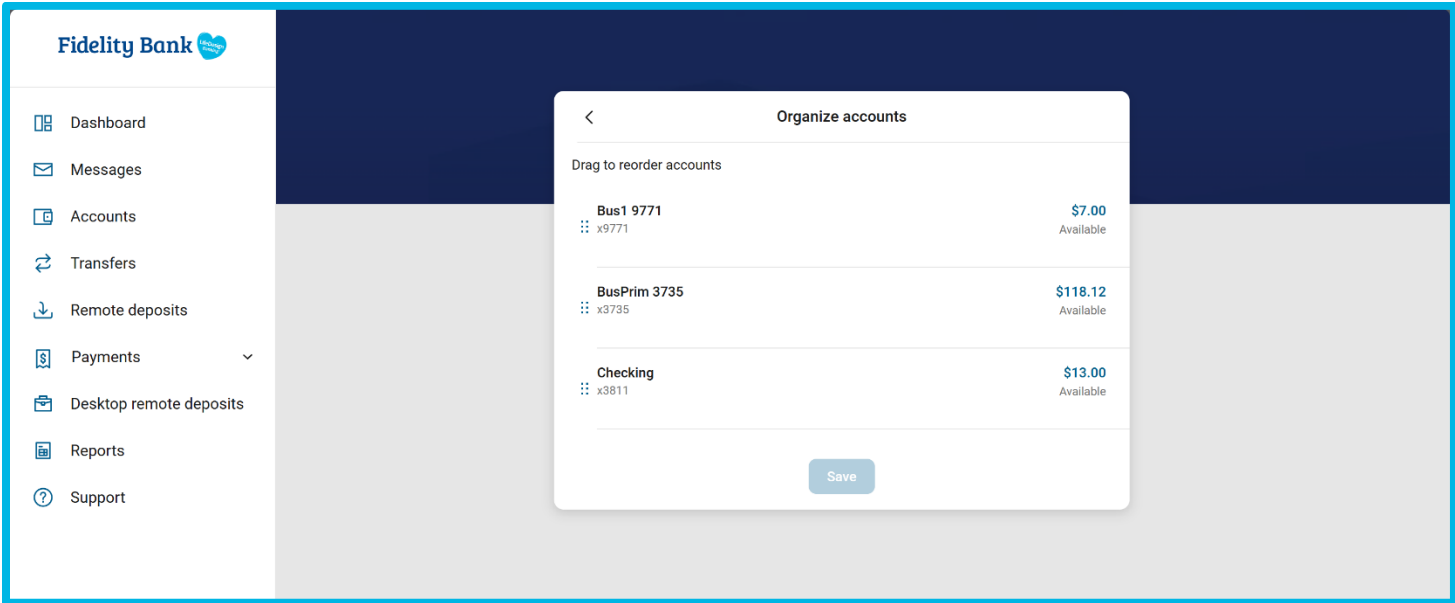 Fidelity Bank
Dashboard
Messages
Accounts
Transfers
Remote deposits
Payments
Desktop remote deposits
Reports
Support
Organize accounts
Drag to reorder accounts
Bus1 9771 $7.00
x9771 Available
BusPrim 3735 $118.12
x3735 Available
Checking $13.00
x3811 Available
Save